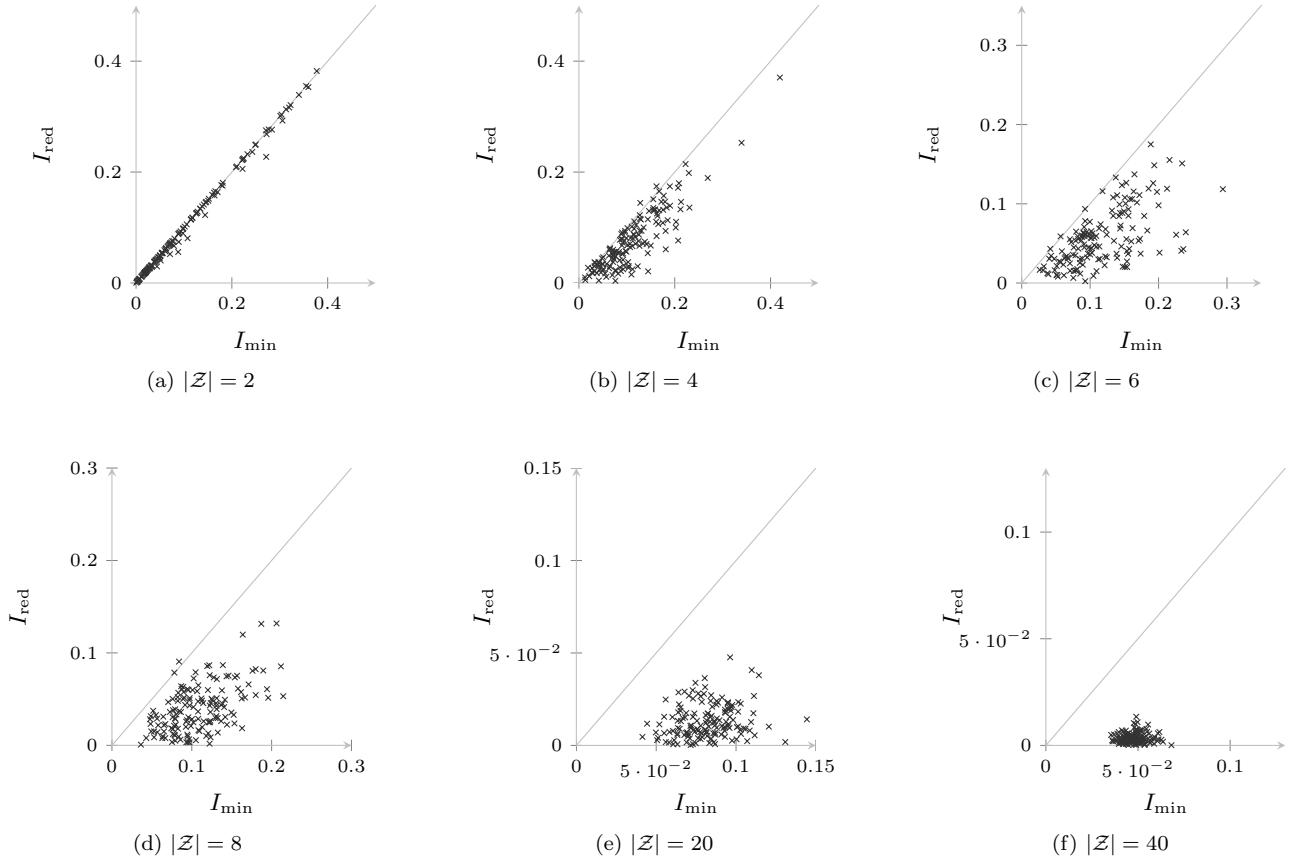 0.4
0.2
0
0 0.2 0.4
I_red
I_min
(a) |𝒵| = 2
0.4
0.2
0
0 0.2 0.4
I_red
I_min
(b) |𝒵| = 4
0.3
0.2
0.1
0
0 0.1 0.2 0.3
I_red
I_min
(c) |𝒵| = 6
0.3
0.2
0.1
0
0 0.1 0.2 0.3
I_red
I_min
(d) |𝒵| = 8
0.15
0.1
5 · 10⁻²
0
0 5 · 10⁻² 0.1 0.15
I_red
I_min
(e) |𝒵| = 20
0.1
5 · 10⁻²
0
0 5 · 10⁻² 0.1
I_red
I_min
(f) |𝒵| = 40